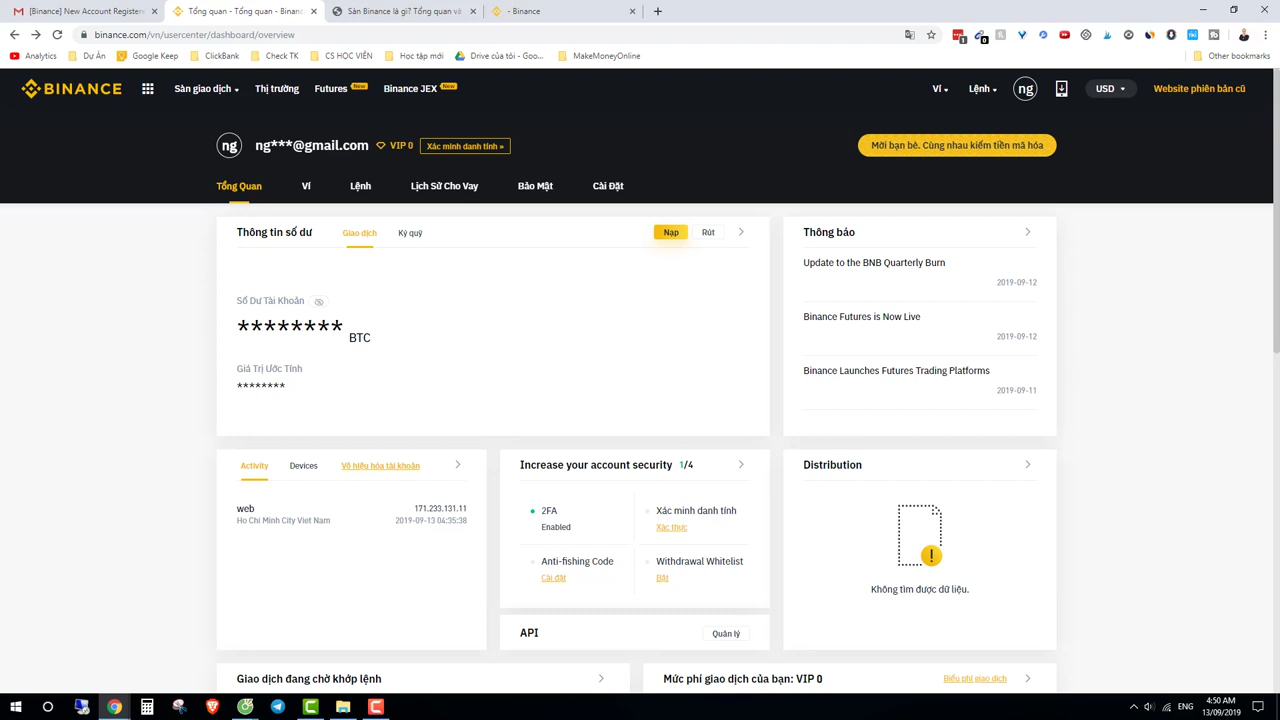 [Binance] New Account Registere
Tổng quan - Tổng quan - Binanc
Sàn Binance là gì? Tổng quan và
- Binance
binance.com/vn/usercenter/dashboard/overview
Analytics
Dự Án
Google Keep
ClickBank
Check TK
CS HỌC VIÊN
Học tập mới
Drive của tôi - Goo...
MakeMoneyOnline
Other bookmarks
BINANCE
Sàn giao dịch
Thị trường
Futures New
Binance JEX New
Ví
Lệnh
ng
USD
Website phiên bản cũ
ng
ng***@gmail.com
VIP 0
Xác minh danh tính »
Mời bạn bè. Cùng nhau kiếm tiền mã hóa
Tổng Quan
Ví
Lệnh
Lịch Sử Cho Vay
Bảo Mật
Cài Đặt
Thông tin số dư
Giao dịch
Ký quỹ
Nạp
Rút
Số Dư Tài Khoản
******** BTC
Giá Trị Ước Tính
********
Thông báo
Update to the BNB Quarterly Burn
2019-09-12
Binance Futures is Now Live
2019-09-12
Binance Launches Futures Trading Platforms
2019-09-11
Activity
Devices
Vô hiệu hóa tài khoản
web
171.233.131.11
Ho Chi Minh City Viet Nam
2019-09-13 04:35:38
Increase your account security 1/4
2FA
Enabled
Xác minh danh tính
Xác thực
Anti-fishing Code
Cài đặt
Withdrawal Whitelist
Bật
API
Quản lý
Distribution
Không tìm được dữ liệu.
Giao dịch đang chờ khớp lệnh
Mức phí giao dịch của bạn: VIP 0
Biểu phí giao dịch
ENG
4:50 AM
13/09/2019